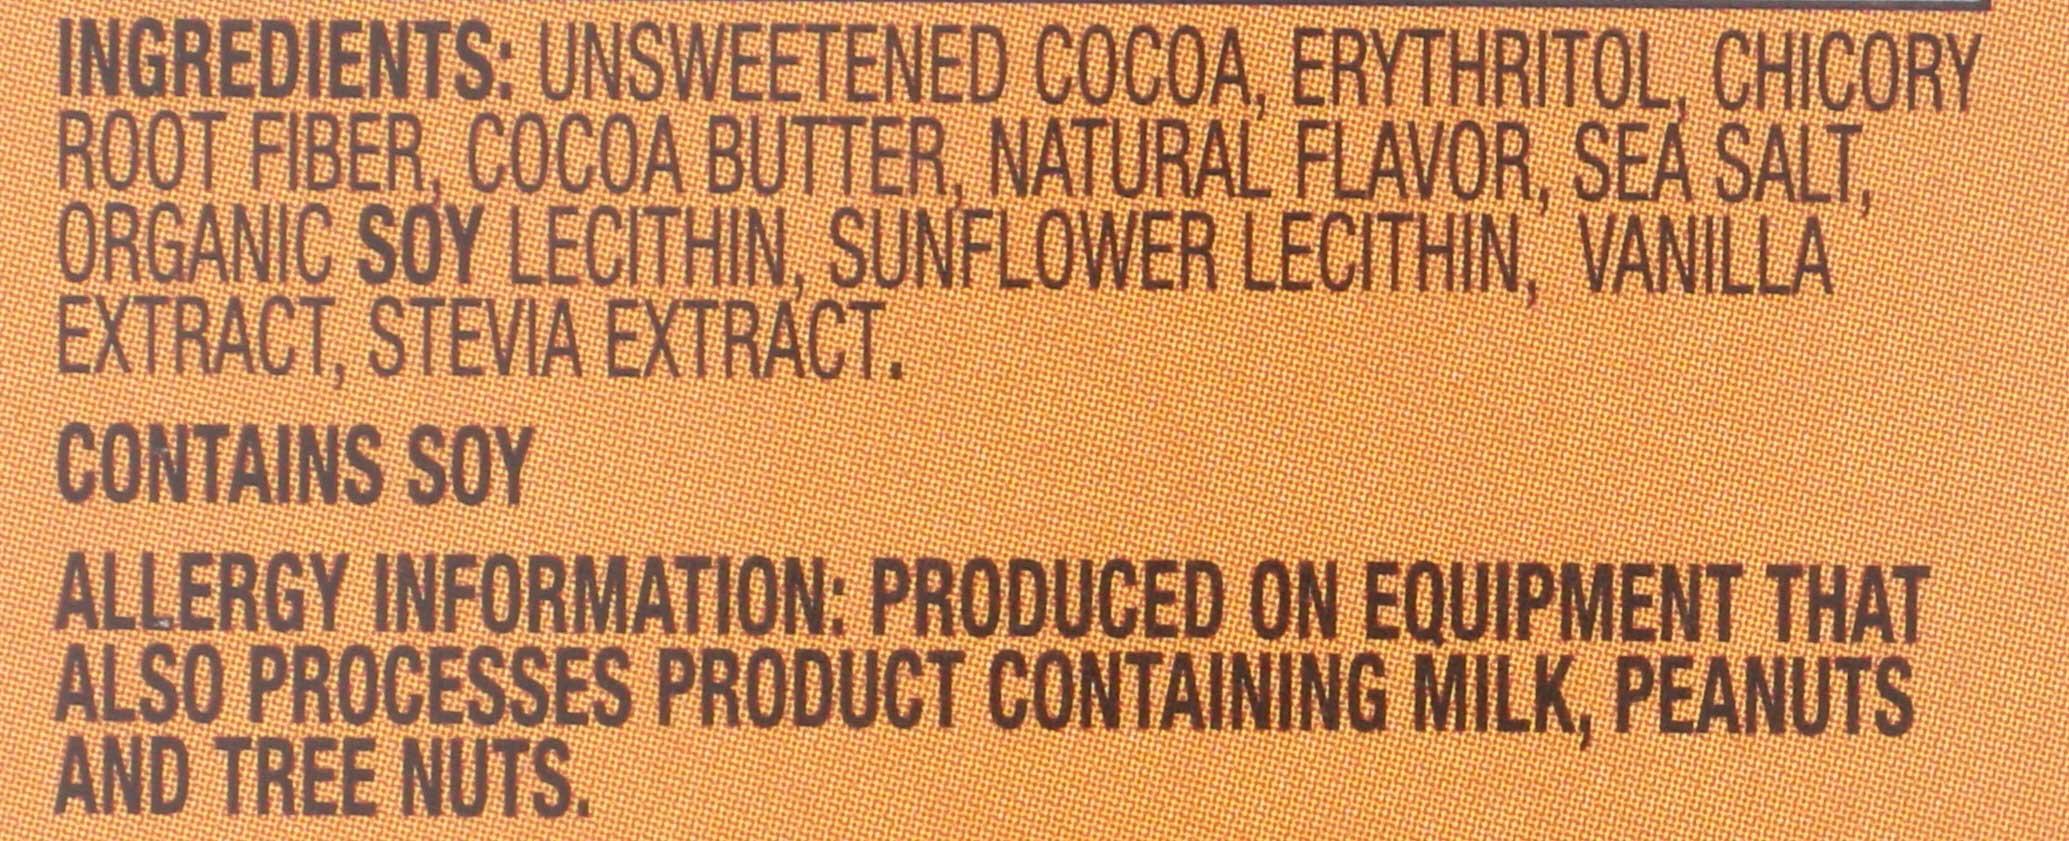 INGREDIENTS: UNSWEETENED COCOA, ERYTHRITOL, CHICORY
ROOT FIBER, COCOA BUTTER, NATURAL FLAVOR, SEA SALT,
ORGANIC SOY LECITHIN, SUNFLOWER LECITHIN, VANILLA
EXTRACT, STEVIA EXTRACT.
CONTAINS SOY
ALLERGY INFORMATION: PRODUCED ON EQUIPMENT THAT
ALSO PROCESSES PRODUCT CONTAINING MILK, PEANUTS
AND TREE NUTS.